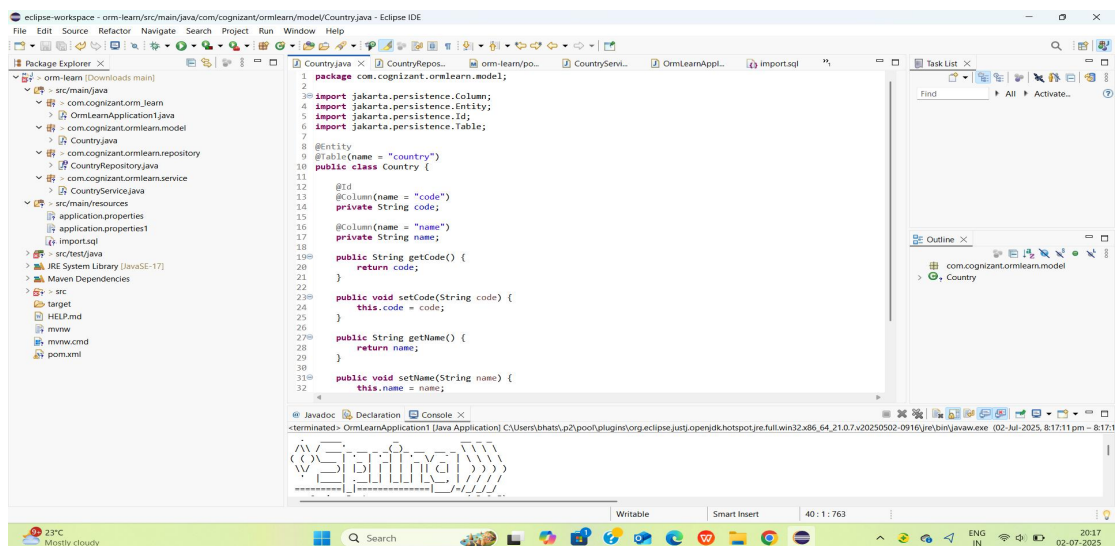 eclipse-workspace - orm-learn/src/main/java/com/cognizant/ormlearn/model/Country.java - Eclipse IDE
File Edit Source Refactor Navigate Search Project Run Window Help
Package Explorer
> orm-learn [Downloads main]
> src/main/java
> com.cognizant.orm_learn
> OrmLearnApplication1.java
> com.cognizant.ormlearn.model
> Country.java
> com.cognizant.ormlearn.repository
> CountryRepository.java
> com.cognizant.ormlearn.service
> CountryService.java
> src/main/resources
application.properties
application.properties1
import.sql
> src/test/java
JRE System Library [JavaSE-17]
Maven Dependencies
> src
target
HELP.md
mvnw
mvnw.cmd
pom.xml
Country.java CountryRepos... orm-learn/po... CountryServi... OrmLearnAppl... import.sql
1 package com.cognizant.ormlearn.model;
2
3 import jakarta.persistence.Column;
4 import jakarta.persistence.Entity;
5 import jakarta.persistence.Id;
6 import jakarta.persistence.Table;
7
8 @Entity
9 @Table(name = "country")
10 public class Country {
11
12 @Id
13 @Column(name = "code")
14 private String code;
15
16 @Column(name = "name")
17 private String name;
18
19 public String getCode() {
20 return code;
21 }
22
23 public void setCode(String code) {
24 this.code = code;
25 }
26
27 public String getName() {
28 return name;
29 }
30
31 public void setName(String name) {
32 this.name = name;
Task List
Find All Activate...
Outline
com.cognizant.ormlearn.model
Country
Javadoc Declaration Console
<terminated> OrmLearnApplication1 [Java Application] C:\Users\bhats\.p2\pool\plugins\org.eclipse.justj.openjdk.hotspot.jre.full.win32.x86_64_21.0.7.v20250502-0916\jre\bin\javaw.exe (02-Jul-2025, 8:17:11 pm – 8:17:1
Writable Smart Insert 40 : 1 : 763
23°C
Mostly cloudy
Search
ENG
IN
20:17
02-07-2025